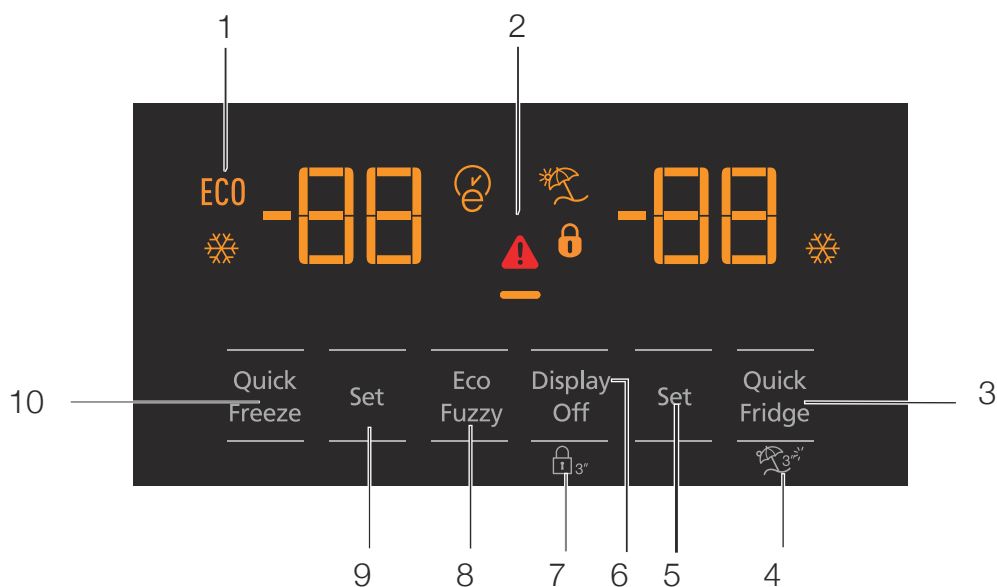 1
2
ECO
-88
-88
Quick Freeze
Set
Eco Fuzzy
Display Off
Set
Quick Fridge
10
3
3"
3"
9
8
7
6
5
4